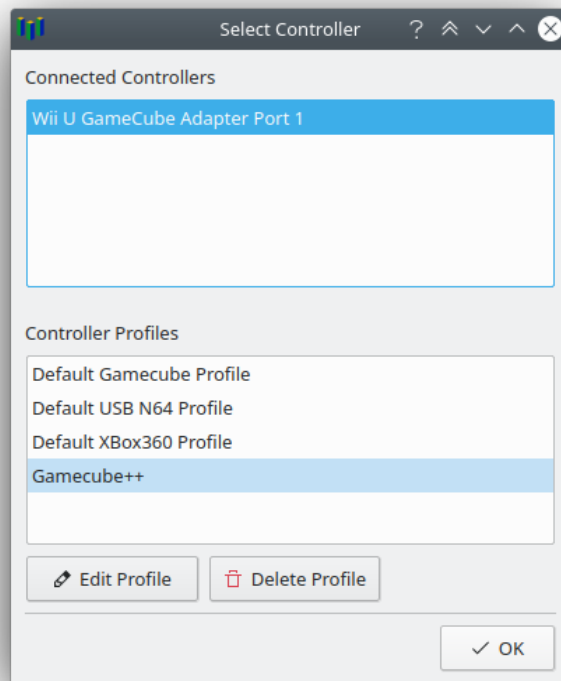 Select Controller
Connected Controllers
Wii U GameCube Adapter Port 1
Controller Profiles
Default Gamecube Profile
Default USB N64 Profile
Default XBox360 Profile
Gamecube++
Edit Profile
Delete Profile
OK